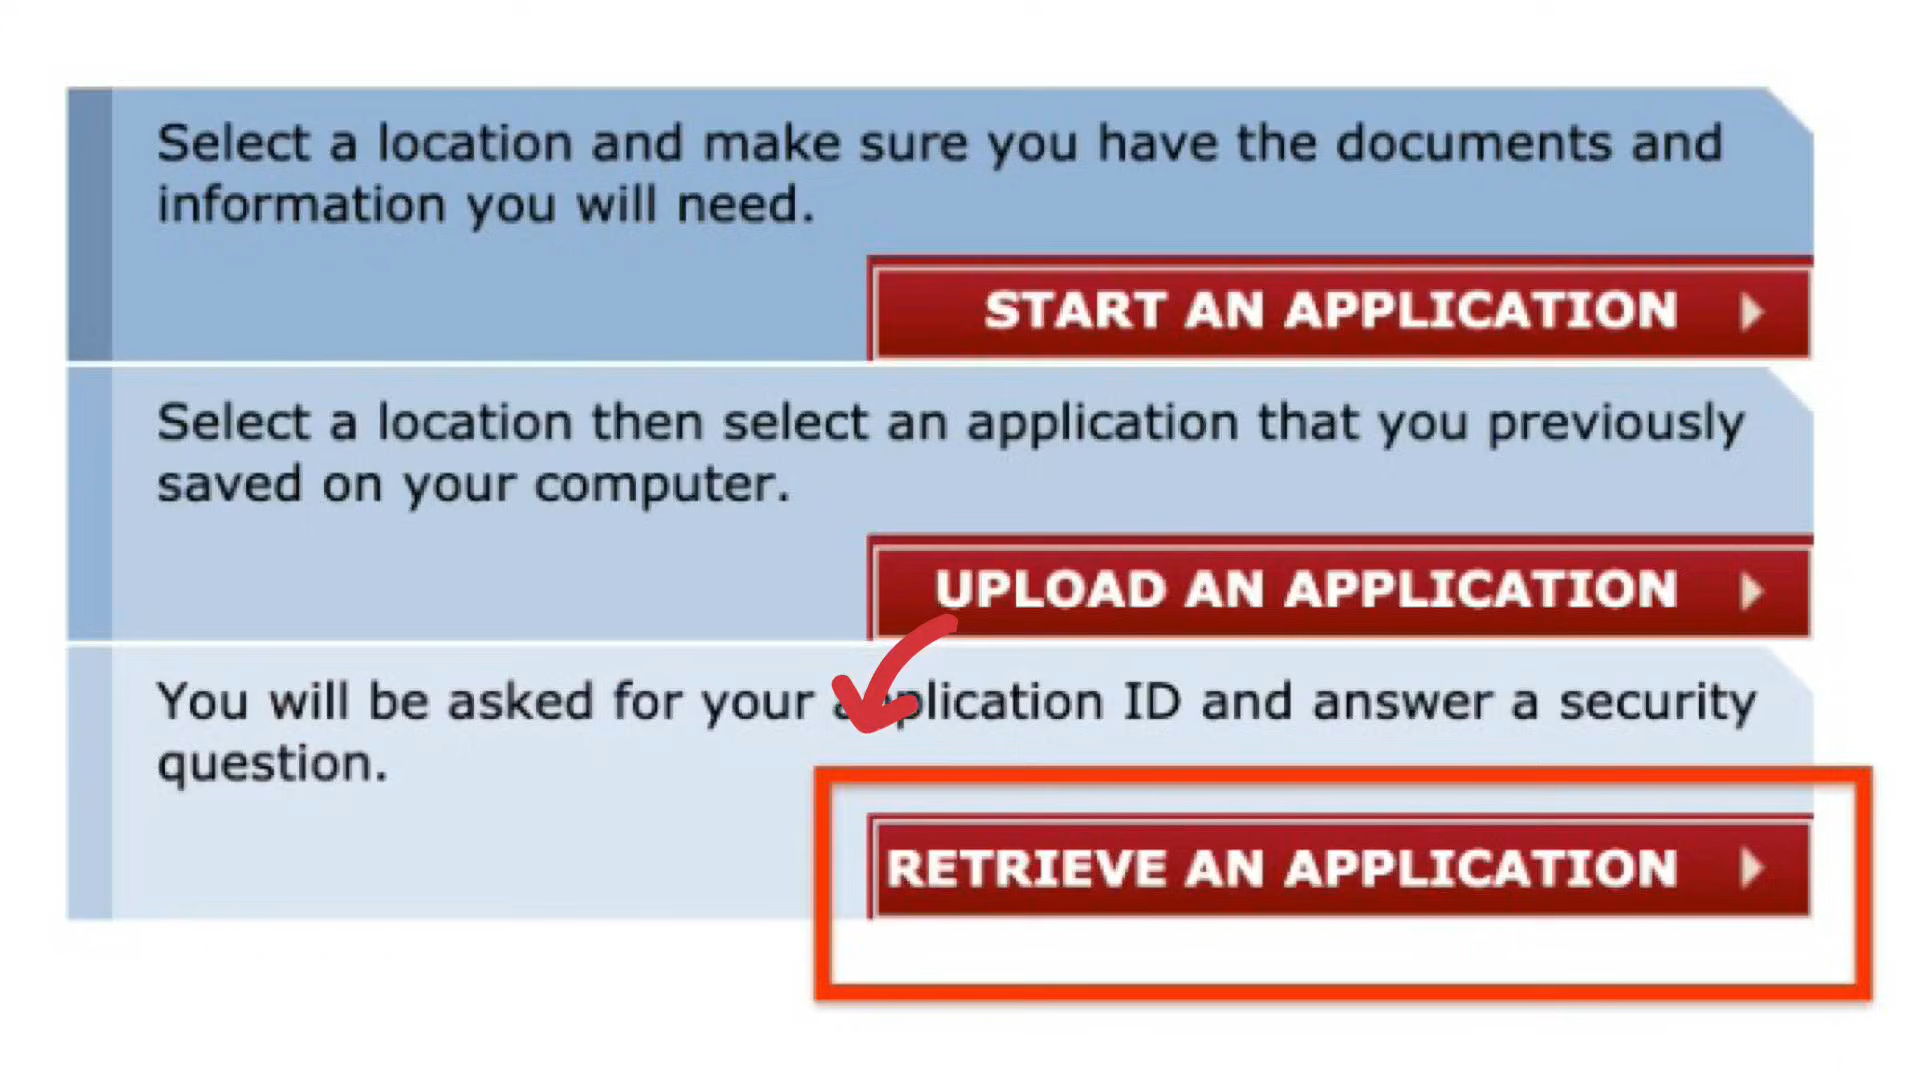 Select a location and make sure you have the documents and
information you will need.
START AN APPLICATION
Select a location then select an application that you previously
saved on your computer.
UPLOAD AN APPLICATION
You will be asked for your application ID and answer a security
question.
RETRIEVE AN APPLICATION